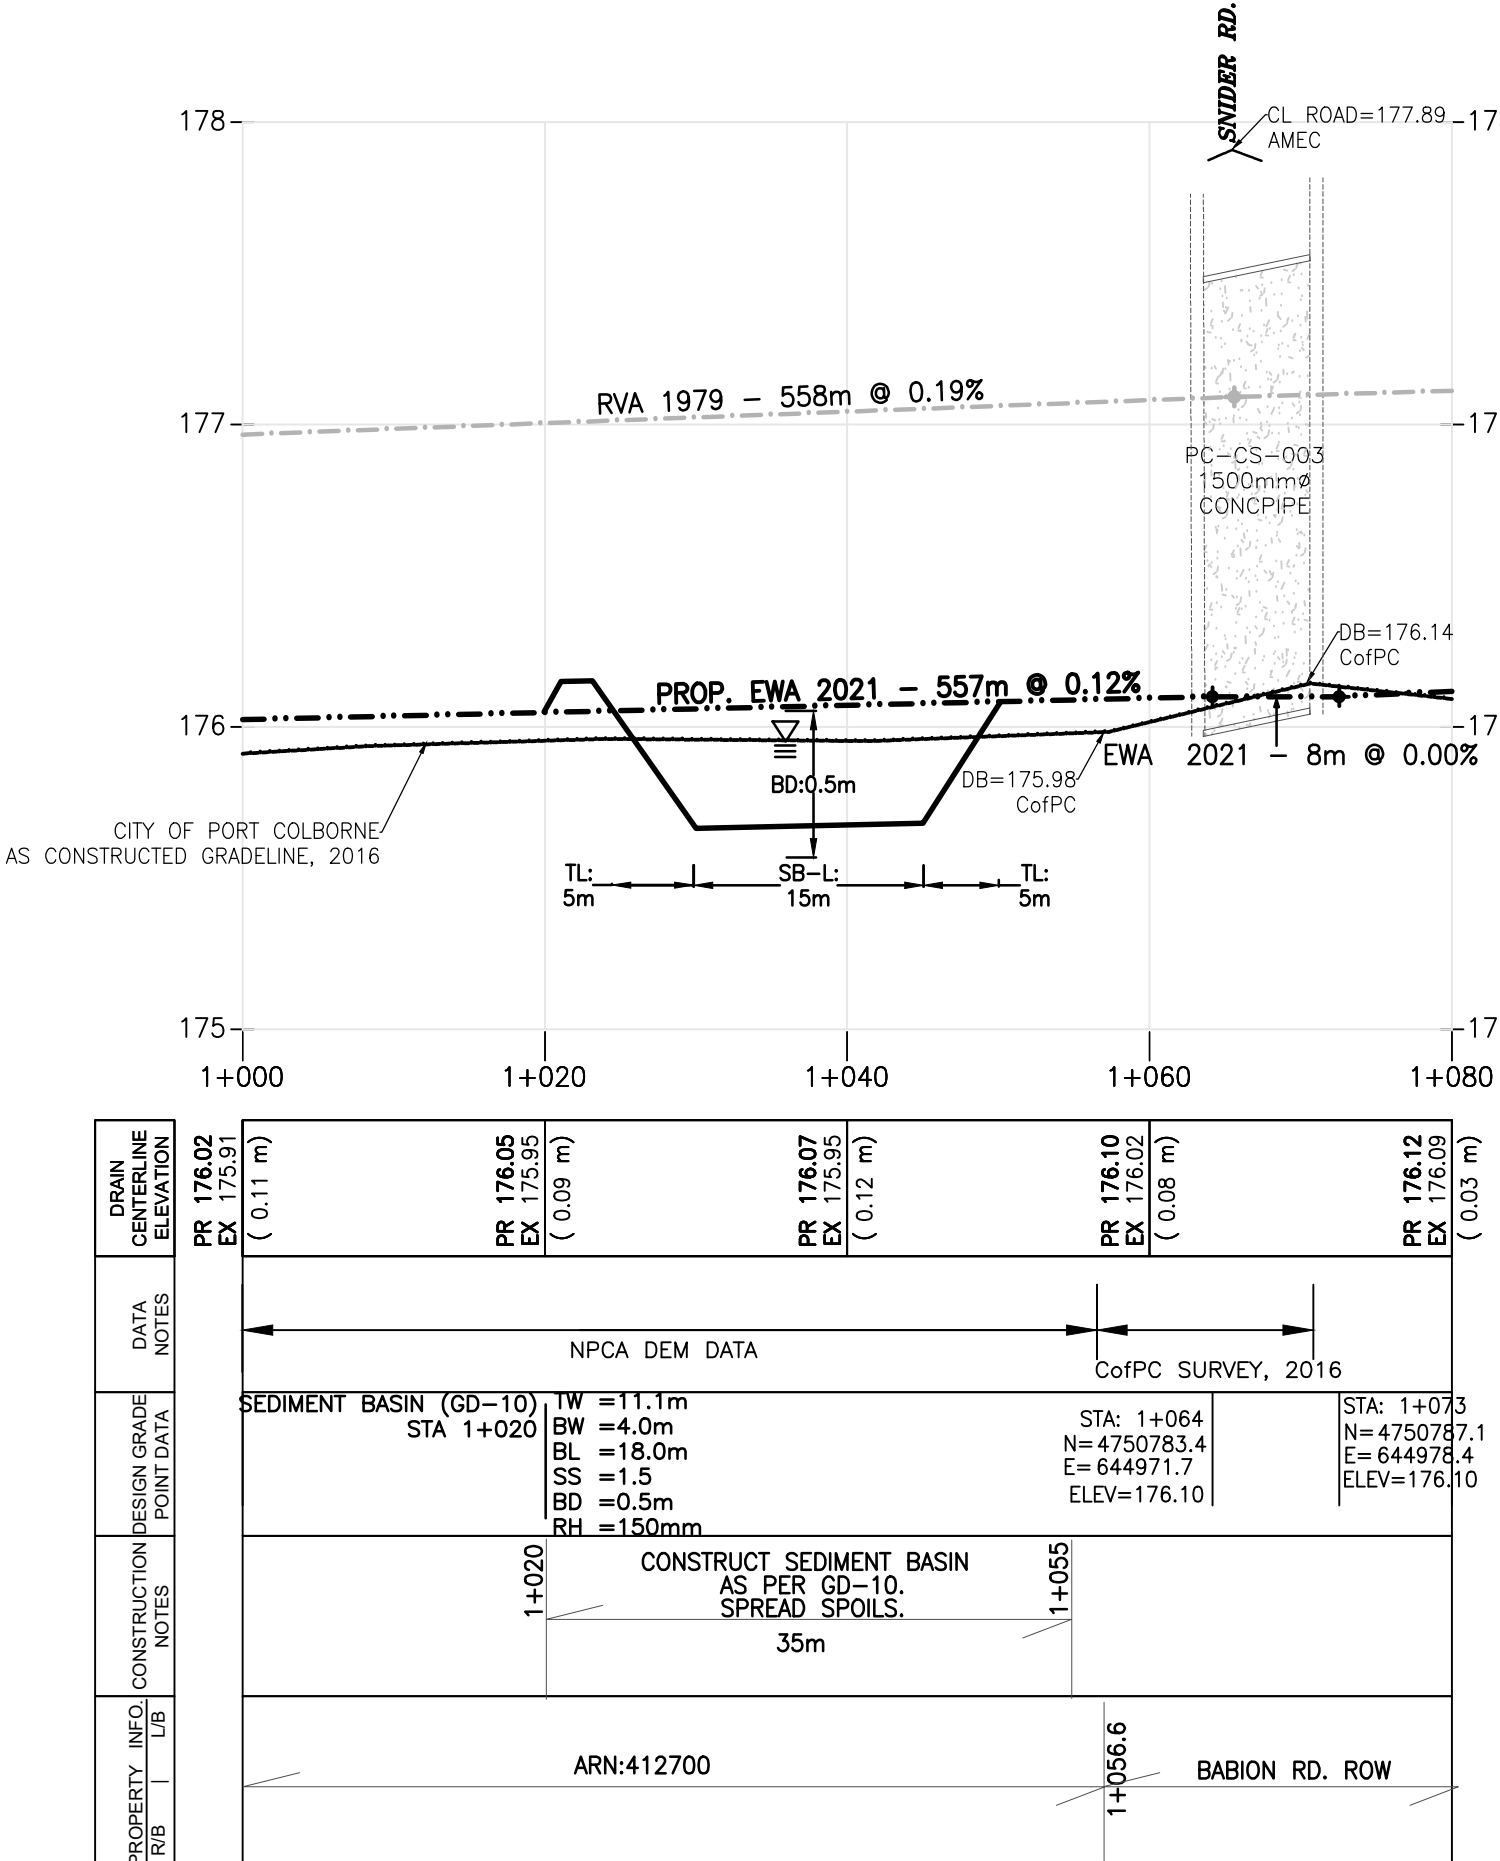 SNIDER RD.
178
CL ROAD=177.89
AMEC
17
RVA 1979 - 558m @ 0.19%
177
17
PC-CS-003
1500mmø
CONCPIPE
DB=176.14
CofPC
PROP. EWA 2021 - 557m @ 0.12%
176
17
EWA 2021 - 8m @ 0.00%
BD:0.5m
DB=175.98
CofPC
CITY OF PORT COLBORNE
AS CONSTRUCTED GRADELINE, 2016
TL:
5m
SB-L:
15m
TL:
5m
175
17
1+000
1+020
1+040
1+060
1+080
DRAIN
CENTERLINE
ELEVATION
PR 176.02
EX 175.91
( 0.11 m)
PR 176.05
EX 175.95
( 0.09 m)
PR 176.07
EX 175.95
( 0.12 m)
PR 176.10
EX 176.02
( 0.08 m)
PR 176.12
EX 176.09
( 0.03 m)
DATA
NOTES
NPCA DEM DATA
CofPC SURVEY, 2016
DESIGN GRADE
POINT DATA
SEDIMENT BASIN (GD-10)
STA 1+020
TW =11.1m
BW =4.0m
BL =18.0m
SS =1.5
BD =0.5m
RH =150mm
STA: 1+064
N=4750783.4
E=644971.7
ELEV=176.10
STA: 1+073
N=4750787.1
E=644978.4
ELEV=176.10
CONSTRUCTION
NOTES
1+020
CONSTRUCT SEDIMENT BASIN
AS PER GD-10.
SPREAD SPOILS.
35m
1+055
PROPERTY INFO.
R/B | L/B
ARN:412700
1+056.6
BABION RD. ROW